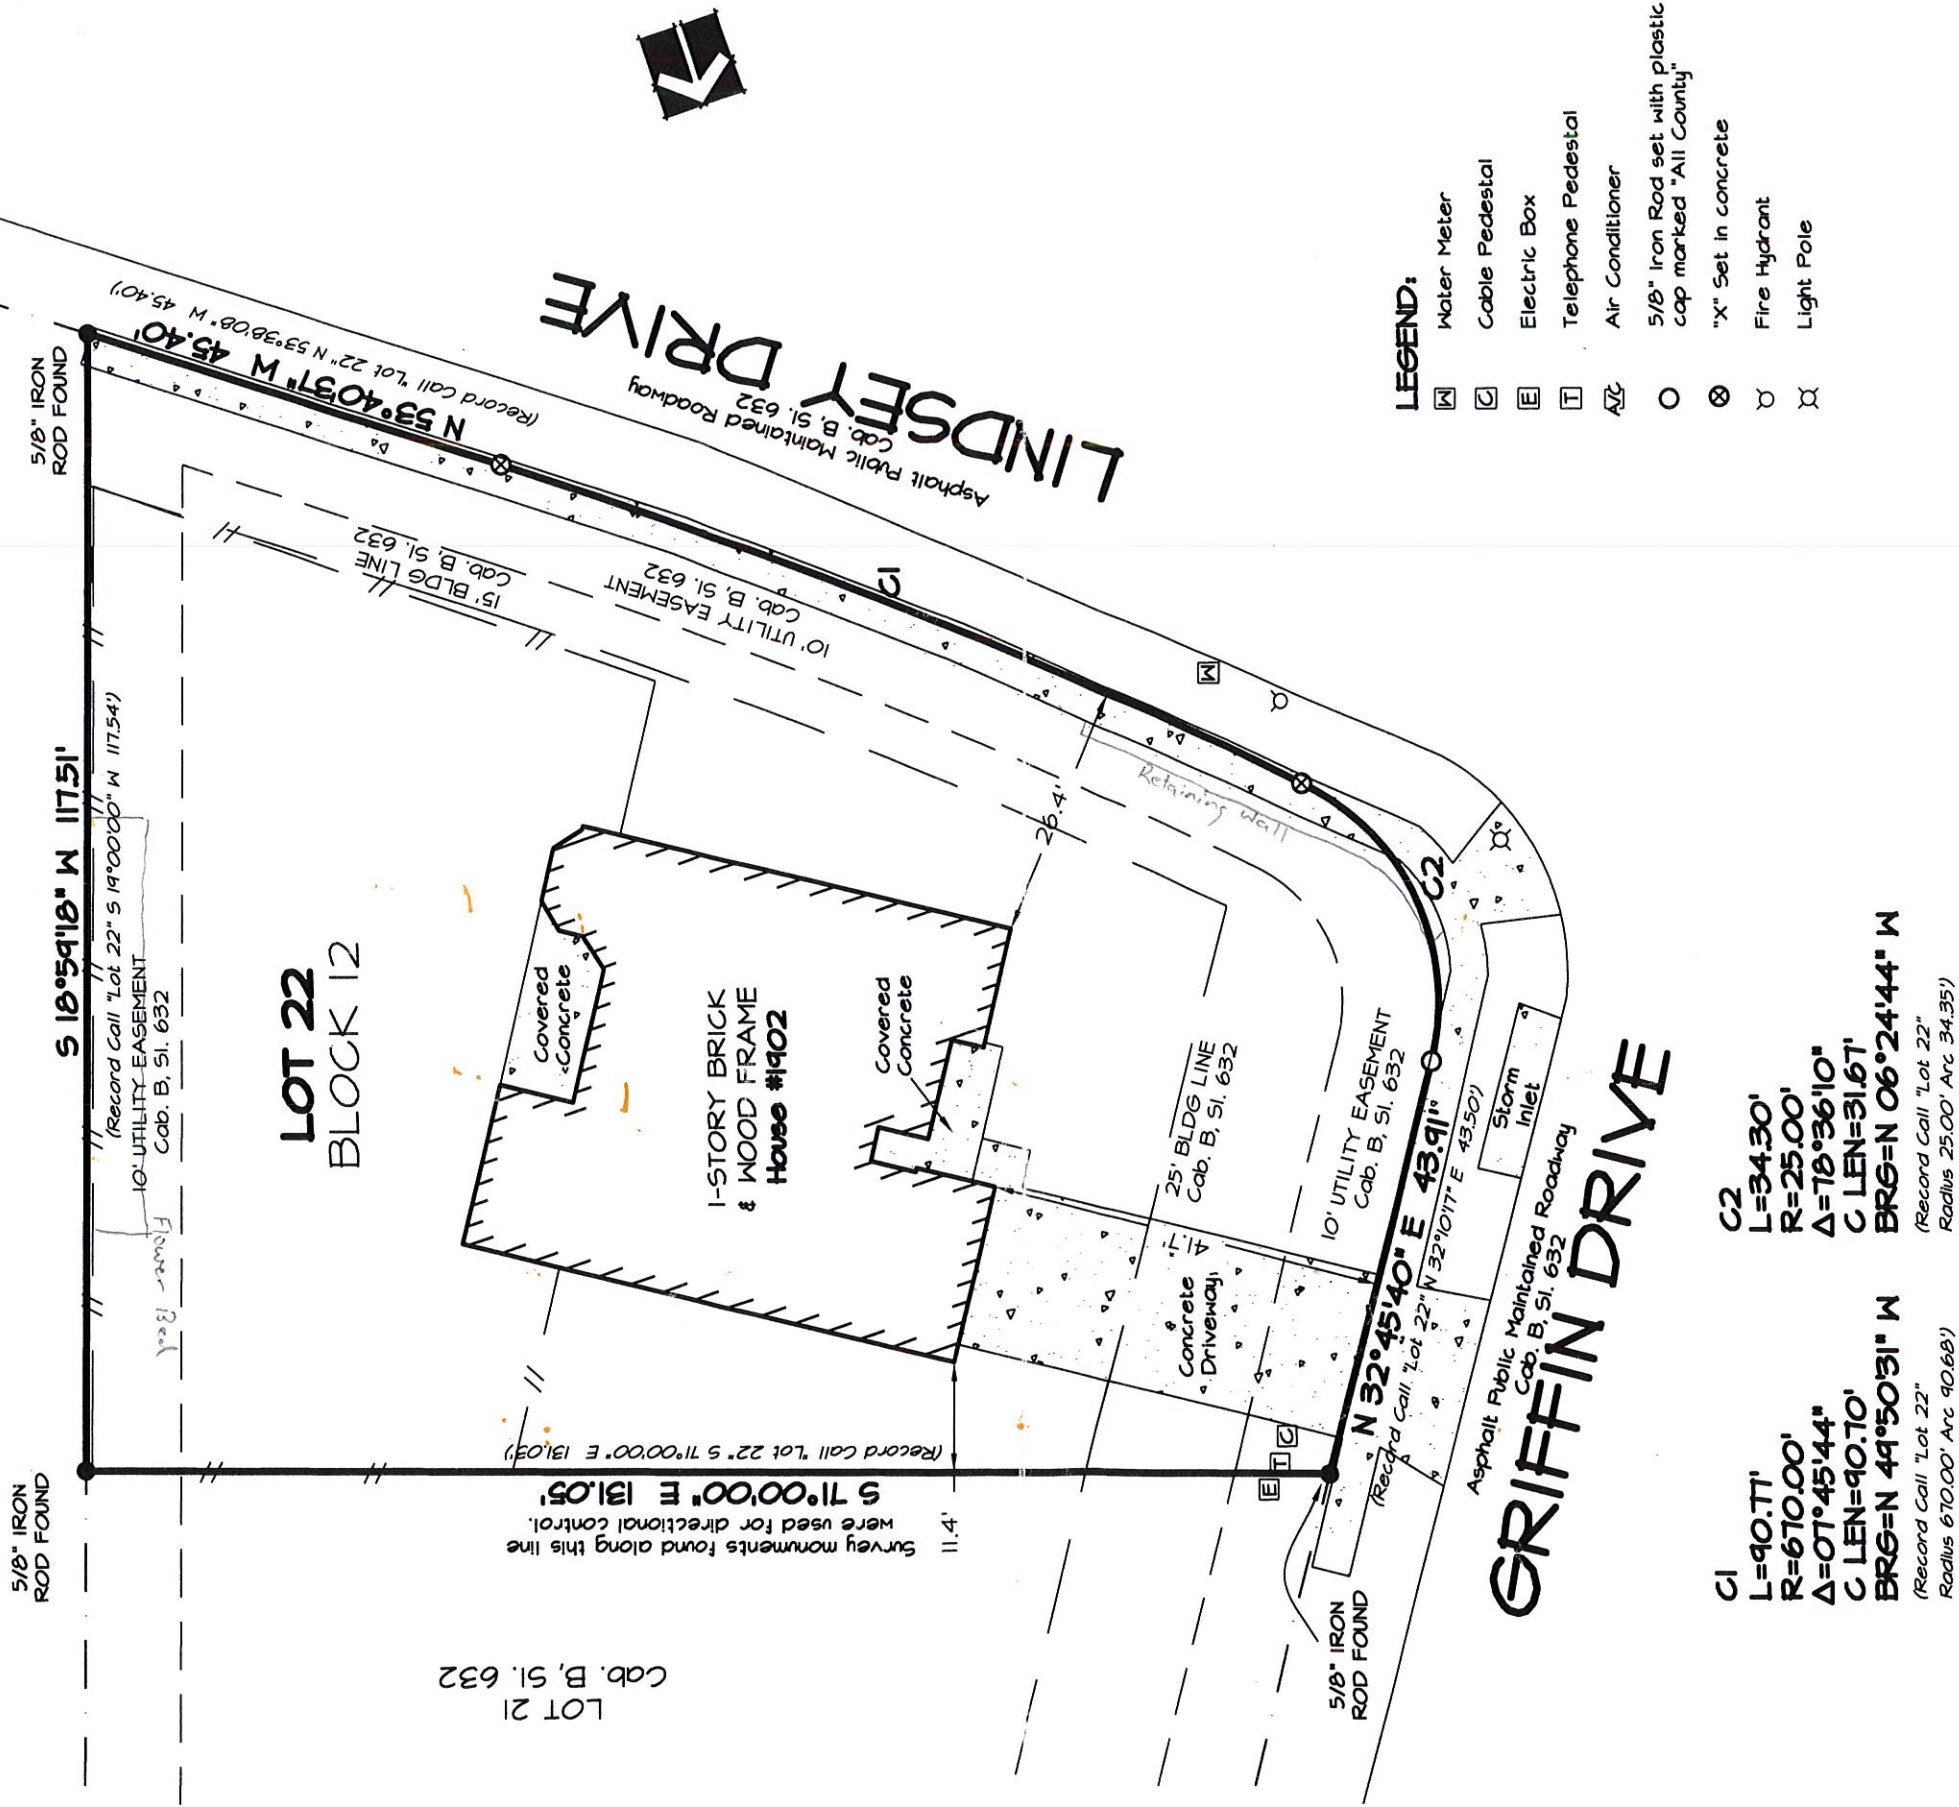 5/8" IRON
ROD FOUND
S 18°59'18" W 117.51'
(Record Call "Lot 22" S 19°00'00" W 117.54')
10' UTILITY EASEMENT
Cab. B, Sl. 632
Flower Bed
5/8" IRON
ROD FOUND
N 53°40'37" W 45.40'
(Record Call "Lot 22" N 53°38'08" W 45.40')
LOT 22
BLOCK 12
15' BLDG LINE
Cab. B, Sl. 632
10' UTILITY EASEMENT
Cab. B, Sl. 632
C1
LINDSEY DRIVE
Cab. B, Sl. 632
Asphalt Public Maintained Roadway
Covered
Concrete
1-STORY BRICK
& WOOD FRAME
House #1902
Covered
Concrete
26.4'
Retaining Wall
W
(Record Call "Lot 22" S 71°00'00" E 131.03')
S 71°00'00" E 131.05'
Survey monuments found along this line
were used for directional control.
11.4'
LOT 21
Cab. B, Sl. 632
25' BLDG LINE
Cab. B, Sl. 632
Concrete
Driveway
10' UTILITY EASEMENT
Cab. B, Sl. 632
E
T
C
C2
N 32°45'40" E 43.91'
(Record Call "Lot 22" N 32°10'17" E 43.50')
Storm
Inlet
5/8" IRON
ROD FOUND
Asphalt Public Maintained Roadway
Cab. B, Sl. 632
GRIFFIN DRIVE
LEGEND:
W Water Meter
C Cable Pedestal
E Electric Box
T Telephone Pedestal
A/C Air Conditioner
5/8" Iron Rod set with plastic
cap marked "All County"
"X" Set in concrete
Fire Hydrant
Light Pole
C1
L=90.77'
R=670.00'
Δ=07°45'44"
C LEN=90.70'
BRG=N 49°50'31" W
(Record Call "Lot 22"
Radius 670.00' Arc 90.68')
C2
L=34.30'
R=25.00'
Δ=78°36'10"
C LEN=31.67'
BRG=N 06°24'44" W
(Record Call "Lot 22"
Radius 25.00' Arc 34.35')